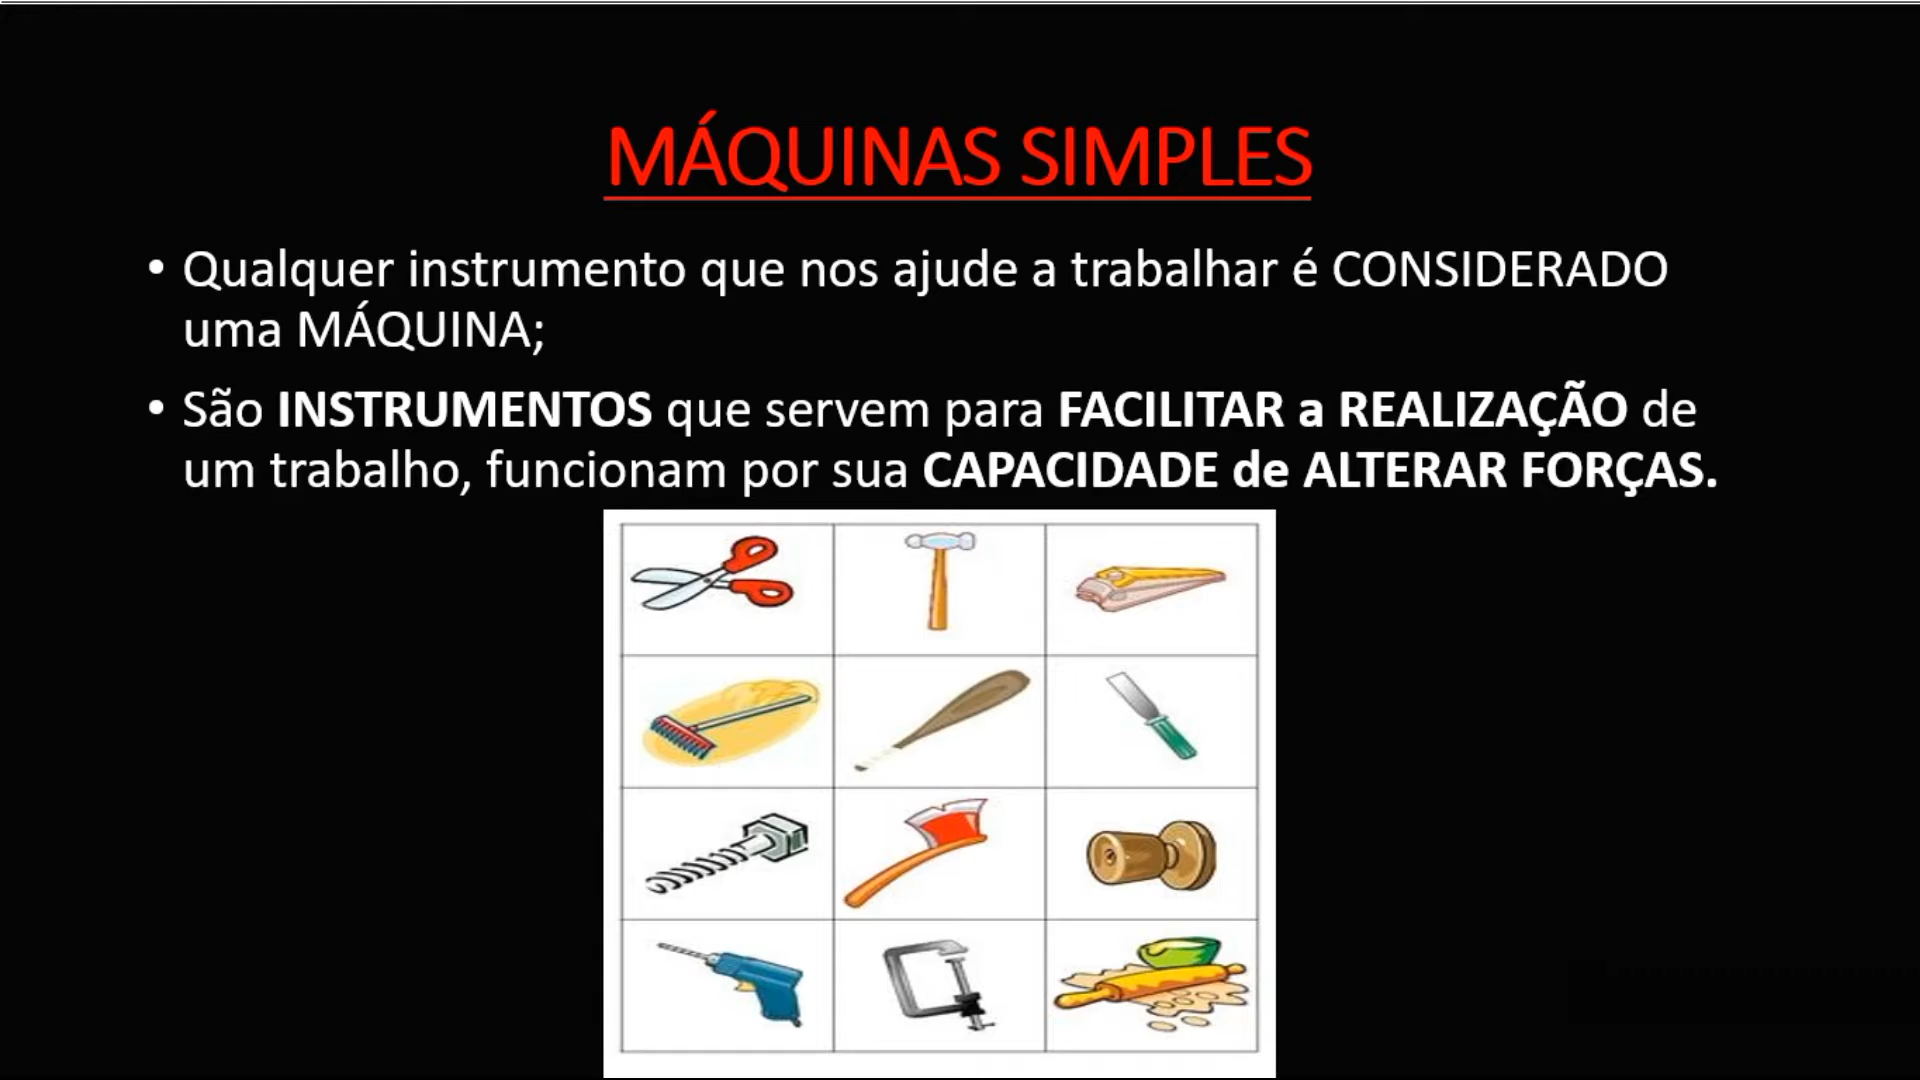 MÁQUINAS SIMPLES
• Qualquer instrumento que nos ajude a trabalhar é CONSIDERADO
uma MÁQUINA;
• São INSTRUMENTOS que servem para FACILITAR a REALIZAÇÃO de
um trabalho, funcionam por sua CAPACIDADE de ALTERAR FORÇAS.